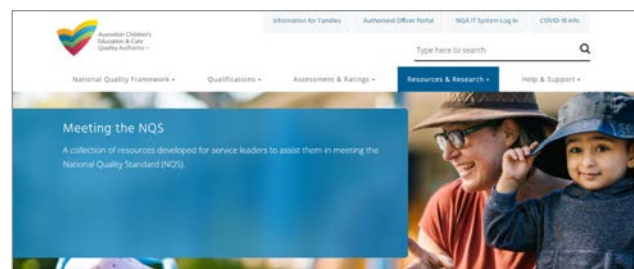 Information for Families
Authorised Officer Portal
NQA IT System Log-In
COVID-19 Info
Australian Children's
Education & Care
Quality Authority
Type here to search
National Quality Framework
Qualifications
Assessment & Ratings
Resources & Research
Help & Support
Meeting the NQS
A collection of resources developed for service leaders to assist them in meeting the
National Quality Standard (NQS).